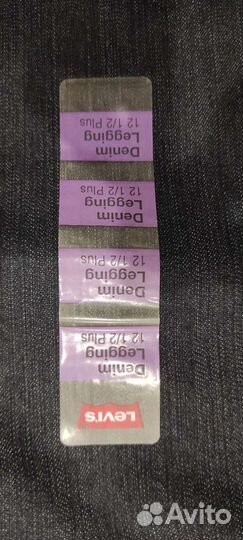 LEVI'S
Denim
Legging
12 1/2 Plus
Denim
Legging
12 1/2 Plus
Denim
Legging
12 1/2 Plus
Denim
Legging
12 1/2 Plus
Avito